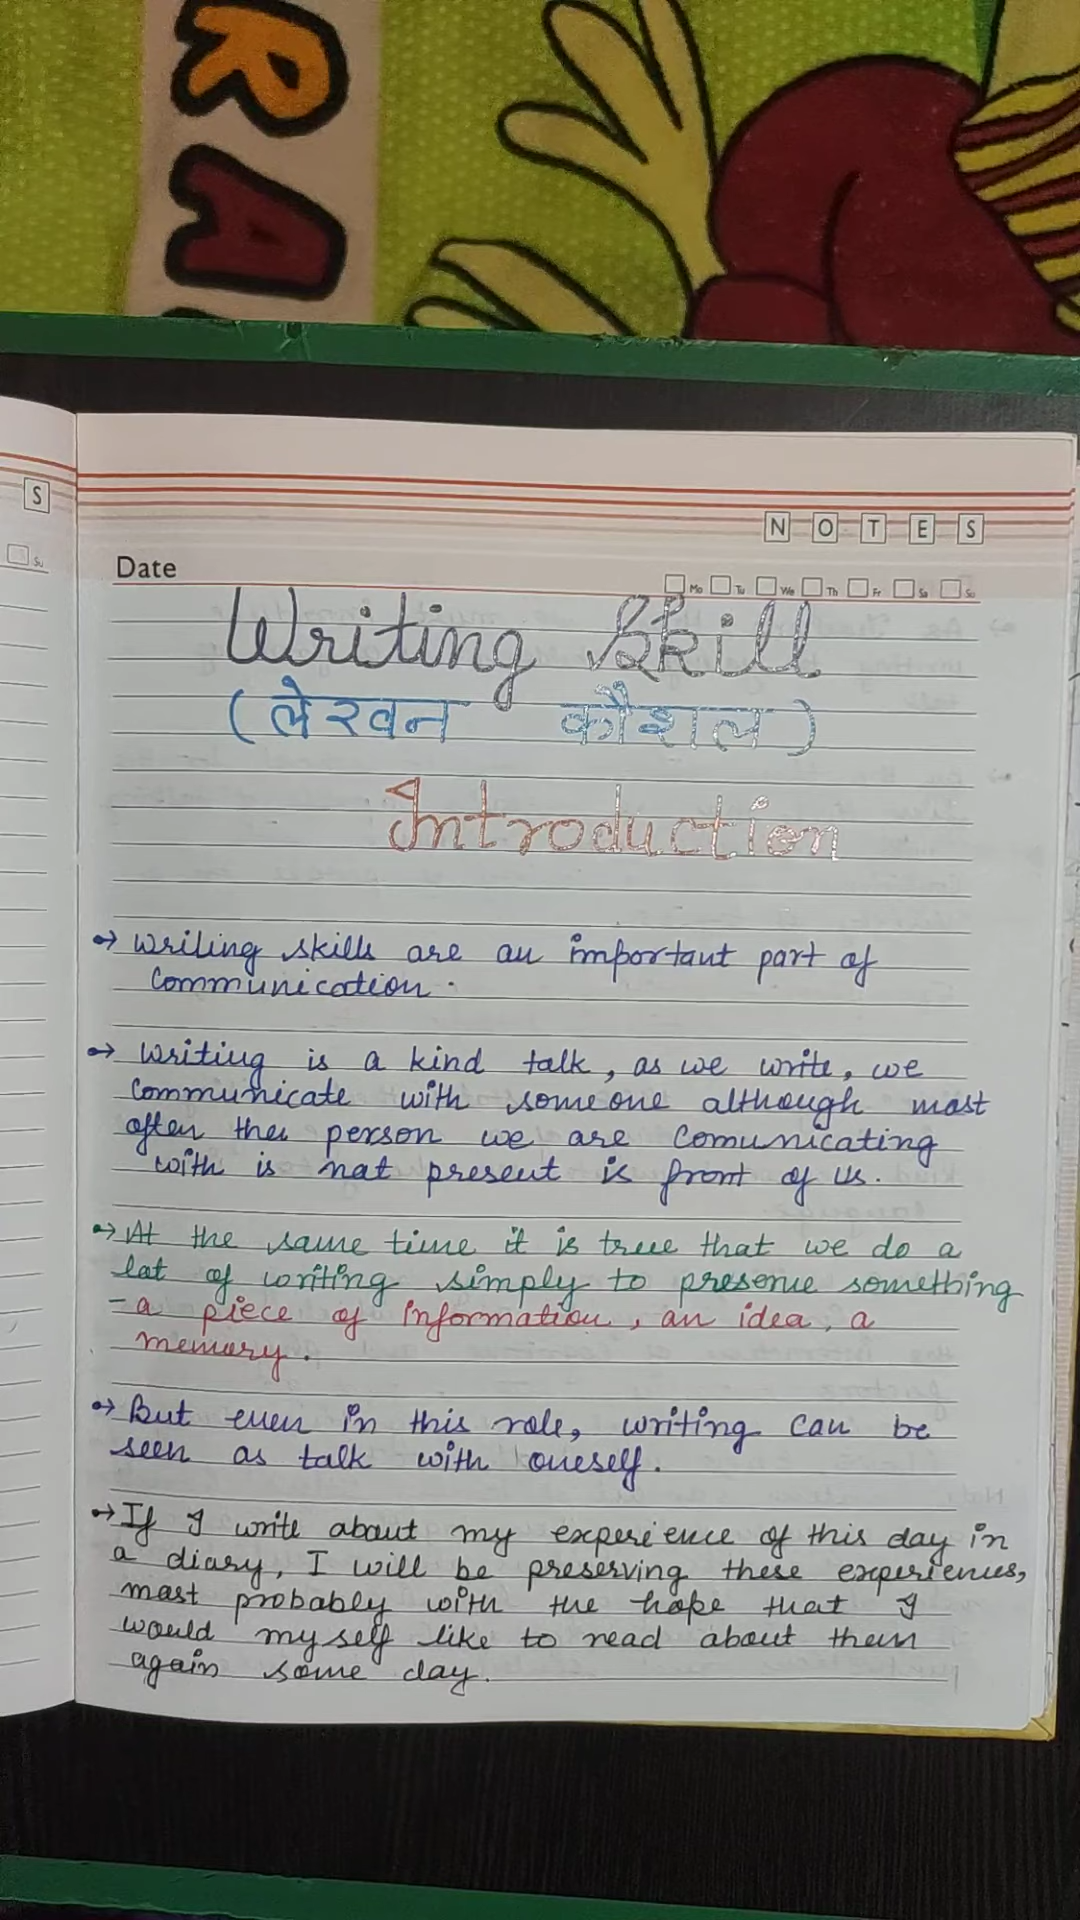 R
A
S
Su
N O T E S
Date
Mo Tu We Th Fr Sa Su
Writing Skill
(लेखन कौशल)
Introduction
→ Writing skills are an important part of
Communication.
→ Writing is a kind talk, as we write, we
Communicate with someone although most
often the person we are Comunicating
with is not present is front of us.
→ At the same time it is true that we do a
lot of writing simply to preserve something
- a piece of information, an idea, a
memory.
→ But even in this role, writing can be
seen as talk with oneself.
→ If I write about my experience of this day in
a diary, I will be preserving these experiences,
most probably with the hope that I
would myself like to read about them
again some day.